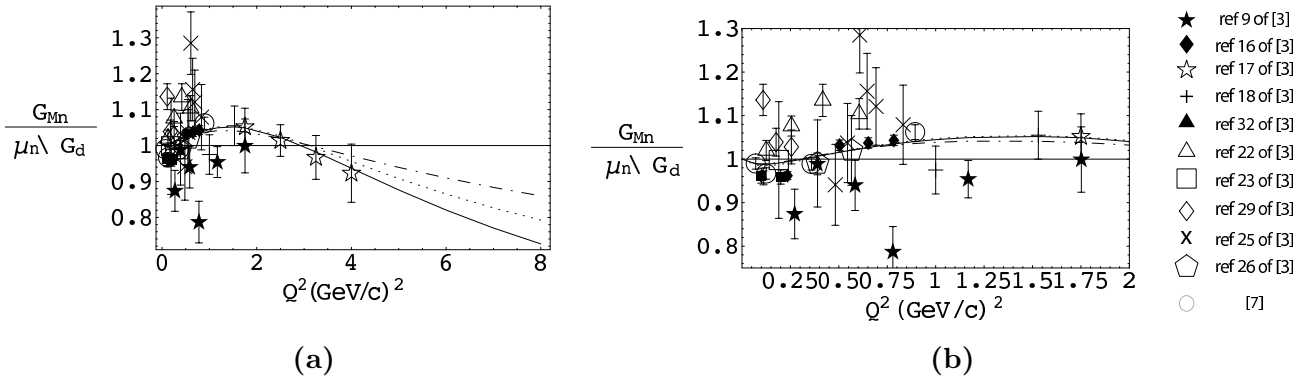 1.3
1.2
1.1
1
0.9
0.8
G_Mn
μn\ G_d
0 2 4 6 8
Q^2(GeV/c)^2
(a)
1.3
1.2
1.1
1
0.9
0.8
G_Mn
μn\ G_d
0.250.50.75 1 1.251.51.75 2
Q^2(GeV/c)^2
(b)
ref 9 of [3]
ref 16 of [3]
ref 17 of [3]
ref 18 of [3]
ref 32 of [3]
ref 22 of [3]
ref 23 of [3]
ref 29 of [3]
ref 25 of [3]
ref 26 of [3]
[7]